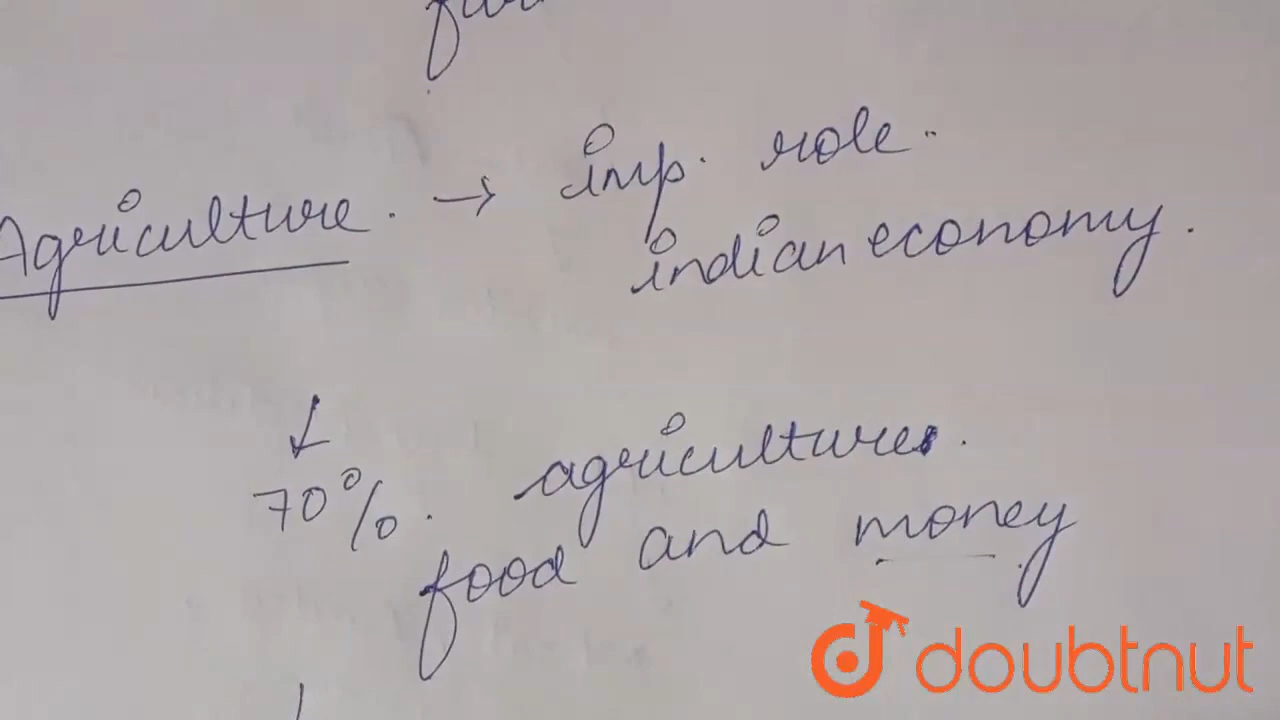 Agriculture. → imp. role.
indian economy.
70%. agricultures.
food and money
doubtnut